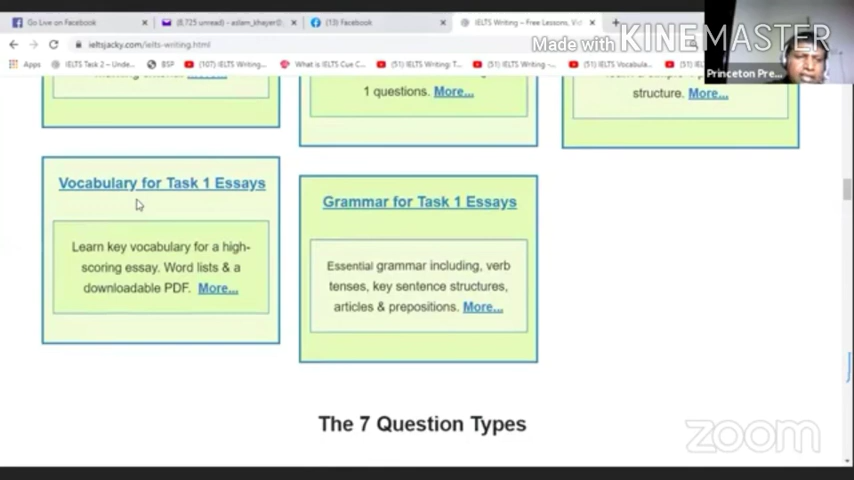 Go Live on Facebook
(8,725 unread) - aslam_khayer@
(13) Facebook
IELTS Writing – Free Lessons, Vi
ieltsjacky.com/ielts-writing.html
Made with KINEMASTER
Apps
IELTS Task 2 – Unde...
BSP
(107) IELTS Writing...
What is IELTS Cue C...
(51) IELTS Writing: T...
(51) IELTS Writing -...
(51) IELTS Vocabula...
(51) IEL
Princeton Pre...
More...
1 questions. More...
structure. More...
Vocabulary for Task 1 Essays
Learn key vocabulary for a high-
scoring essay. Word lists & a
downloadable PDF. More...
Grammar for Task 1 Essays
Essential grammar including, verb
tenses, key sentence structures,
articles & prepositions. More...
The 7 Question Types
zoom